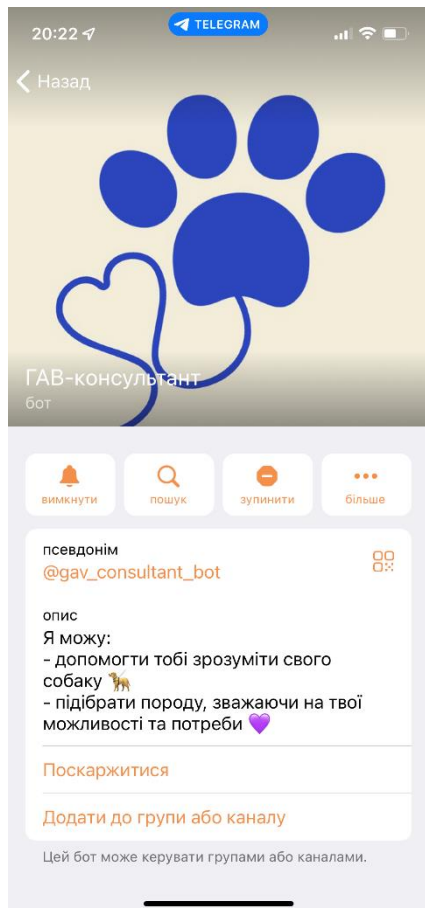 20:22
TELEGRAM
Назад
ГАВ-консультант
бот
вимкнути
пошук
зупинити
більше
псевдонім
@gav_consultant_bot
опис
Я можу:
- допомогти тобі зрозуміти свого
собаку 🦮
- підібрати породу, зважаючи на твої
можливості та потреби 💜
Поскаржитися
Додати до групи або каналу
Цей бот може керувати групами або каналами.